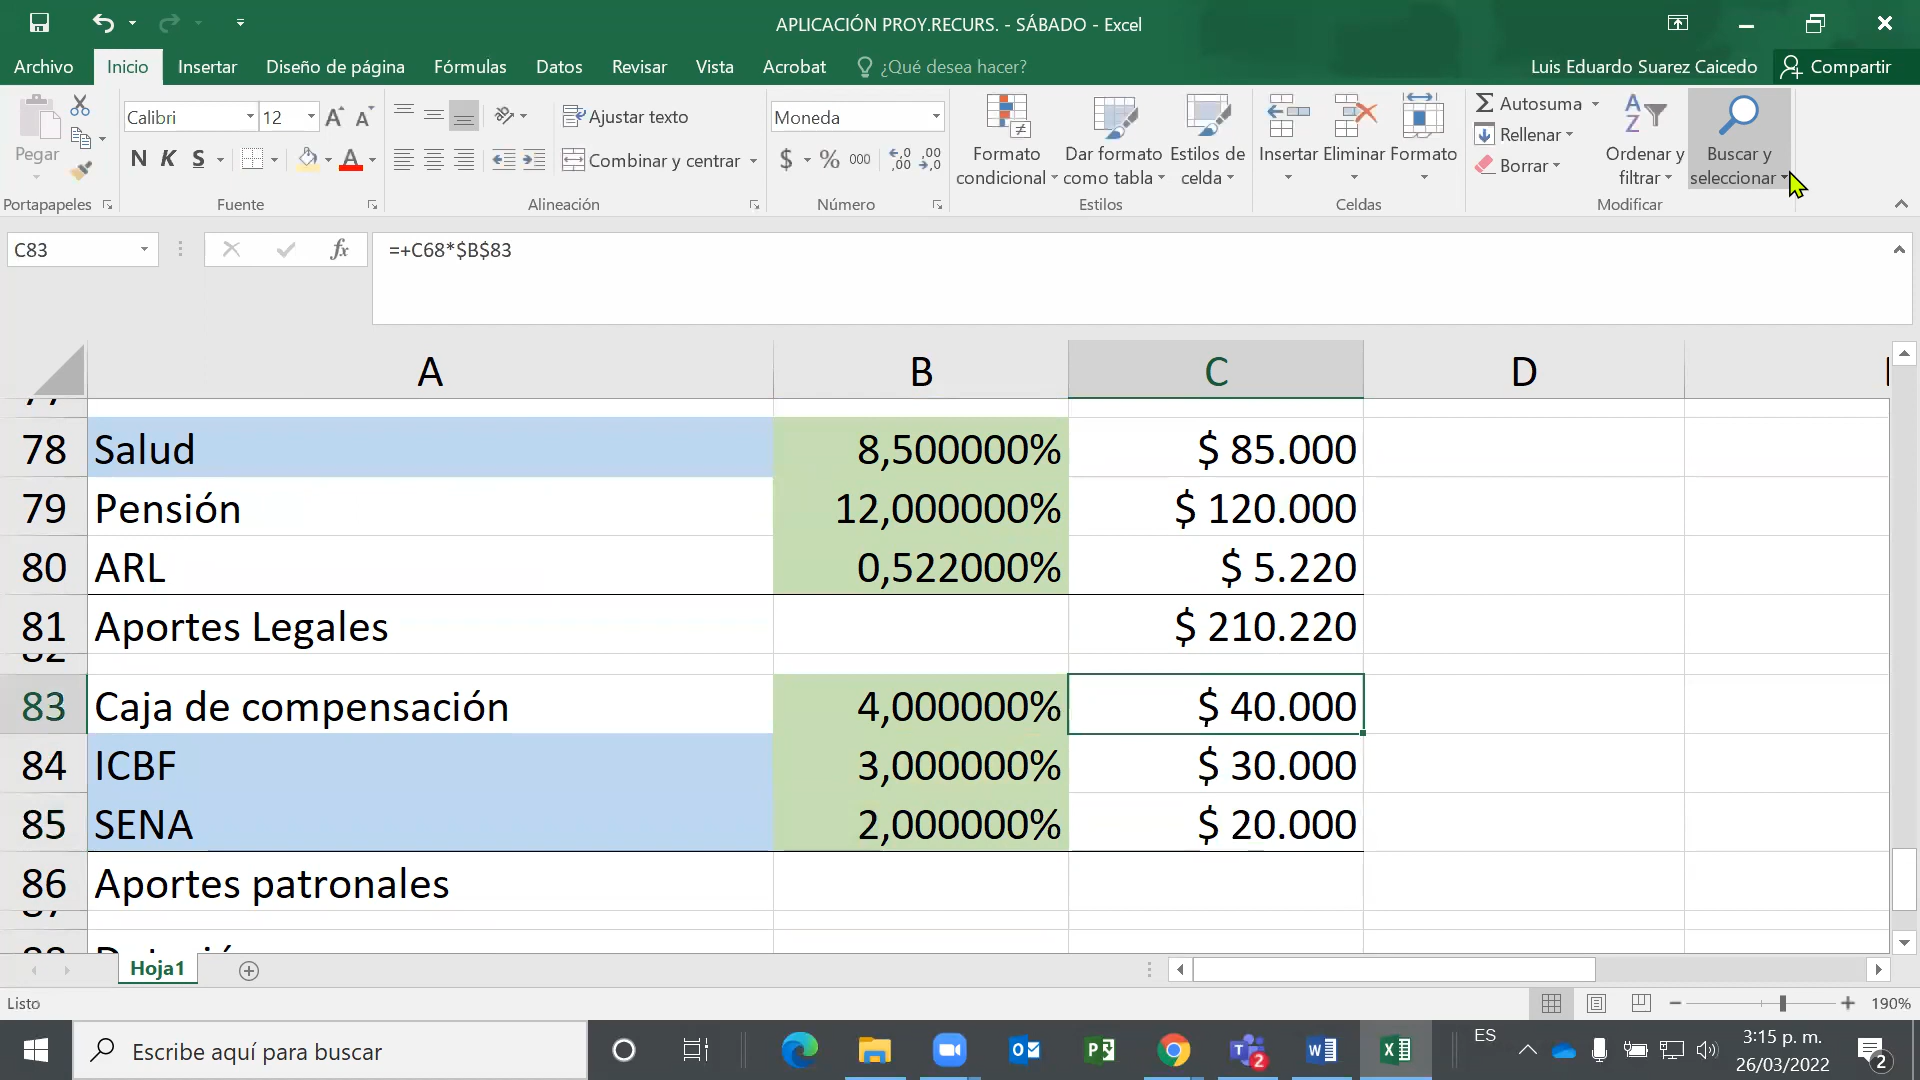 APLICACIÓN PROY.RECURS. - SÁBADO - Excel
Archivo Inicio Insertar Diseño de página Fórmulas Datos Revisar Vista Acrobat ¿Qué desea hacer? Luis Eduardo Suarez Caicedo Compartir
Pegar
Portapapeles
Calibri 12
N K S
Fuente
Ajustar texto
Combinar y centrar
Alineación
Moneda
$ % 000
Número
Formato condicional
Dar formato como tabla
Estilos de celda
Estilos
Insertar Eliminar Formato
Celdas
Autosuma
Rellenar
Borrar
Ordenar y filtrar
Buscar y seleccionar
Modificar
C83 fx =+C68*$B$83
A B C D
78 Salud 8,500000% $ 85.000
79 Pensión 12,000000% $ 120.000
80 ARL 0,522000% $ 5.220
81 Aportes Legales $ 210.220
83 Caja de compensación 4,000000% $ 40.000
84 ICBF 3,000000% $ 30.000
85 SENA 2,000000% $ 20.000
86 Aportes patronales
Hoja1
Listo 190%
Escribe aquí para buscar
ES
3:15 p. m.
26/03/2022
2